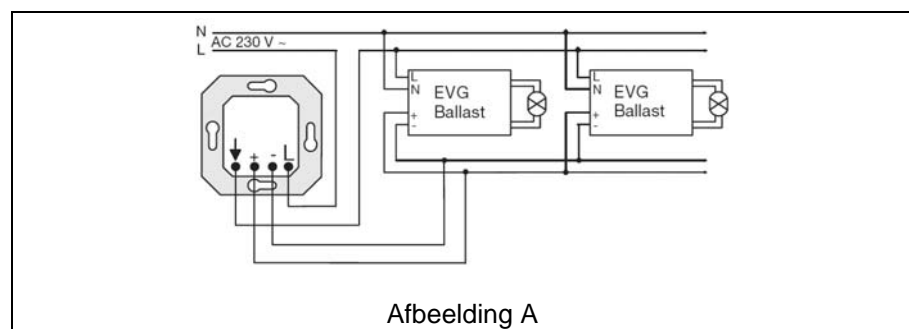 N
L AC 230 V ~
L
N
EVG
Ballast
+
-
L
N
EVG
Ballast
+
-
+ - L
Afbeelding A